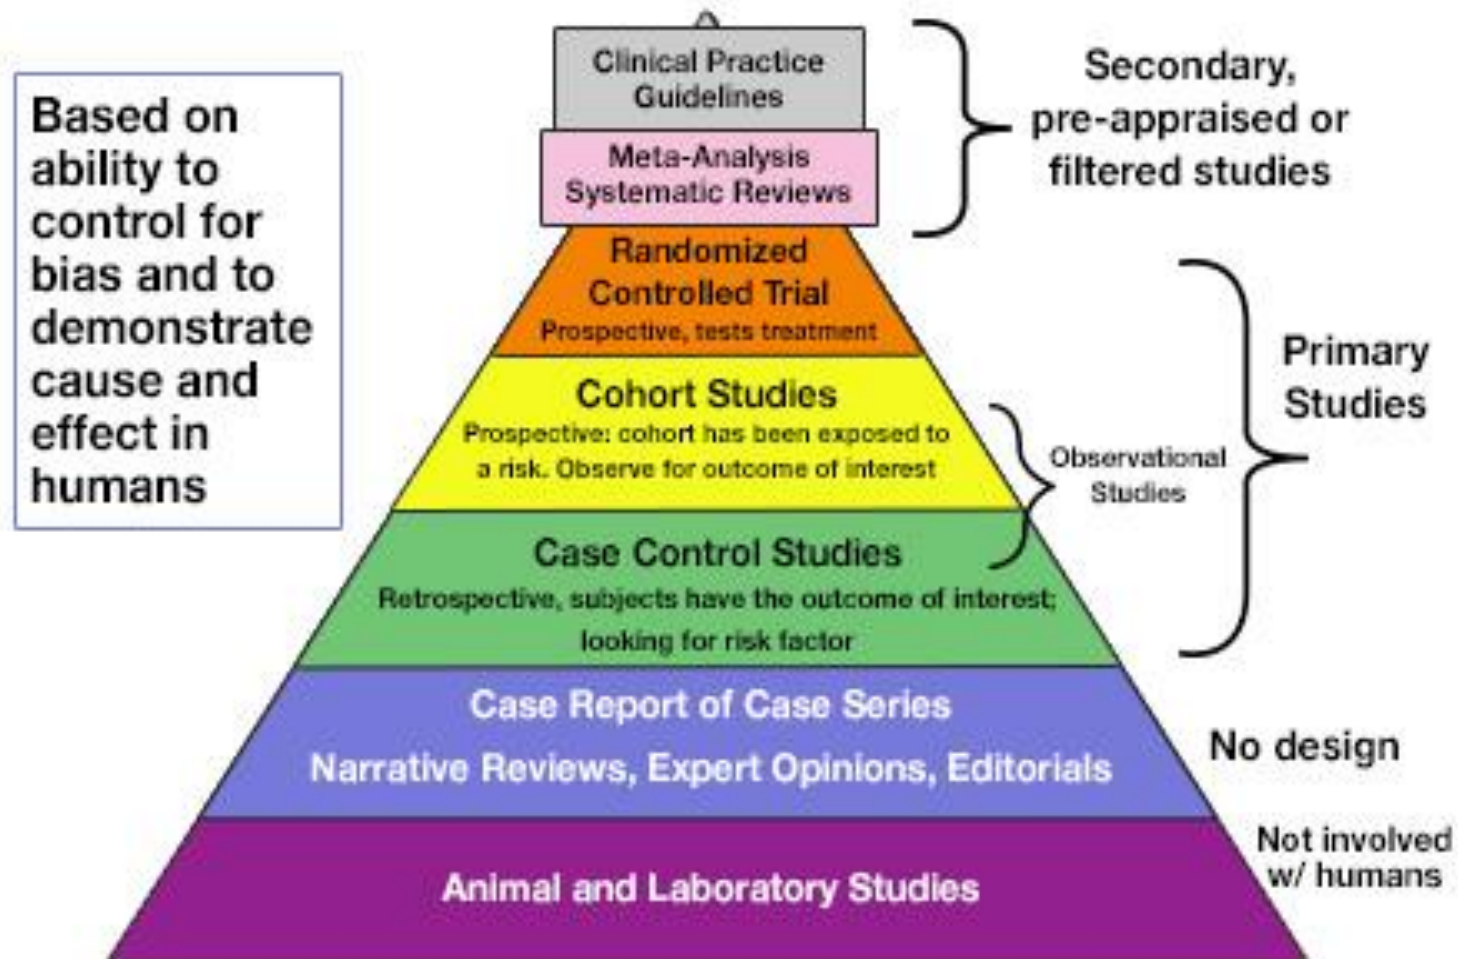 Based on
ability to
control for
bias and to
demonstrate
cause and
effect in
humans
Clinical Practice
Guidelines
Meta-Analysis
Systematic Reviews
Secondary,
pre-appraised or
filtered studies
Randomized
Controlled Trial
Prospective, tests treatment
Cohort Studies
Prospective: cohort has been exposed to
a risk. Observe for outcome of interest
Case Control Studies
Retrospective, subjects have the outcome of interest;
looking for risk factor
Observational
Studies
Primary
Studies
Case Report of Case Series
Narrative Reviews, Expert Opinions, Editorials
No design
Animal and Laboratory Studies
Not involved
w/ humans